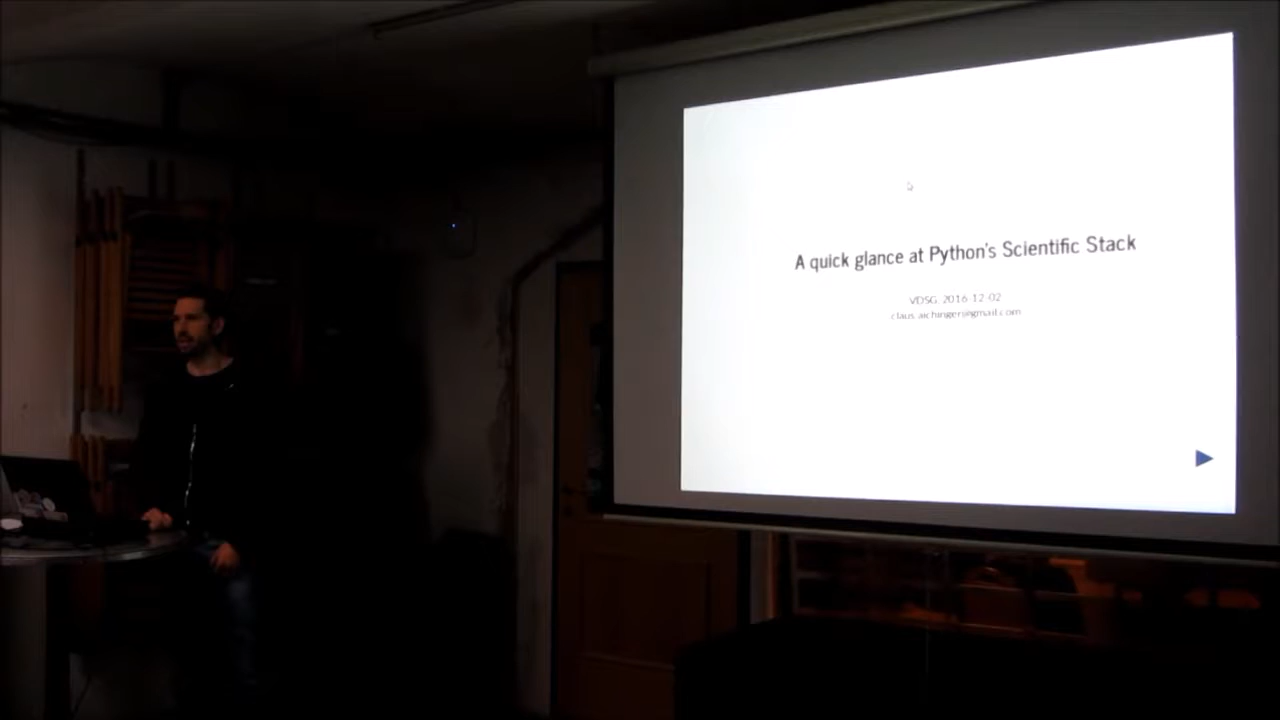 A quick glance at Python's Scientific Stack
VDSG, 2016-12-02
claus.aichinger@gmail.com